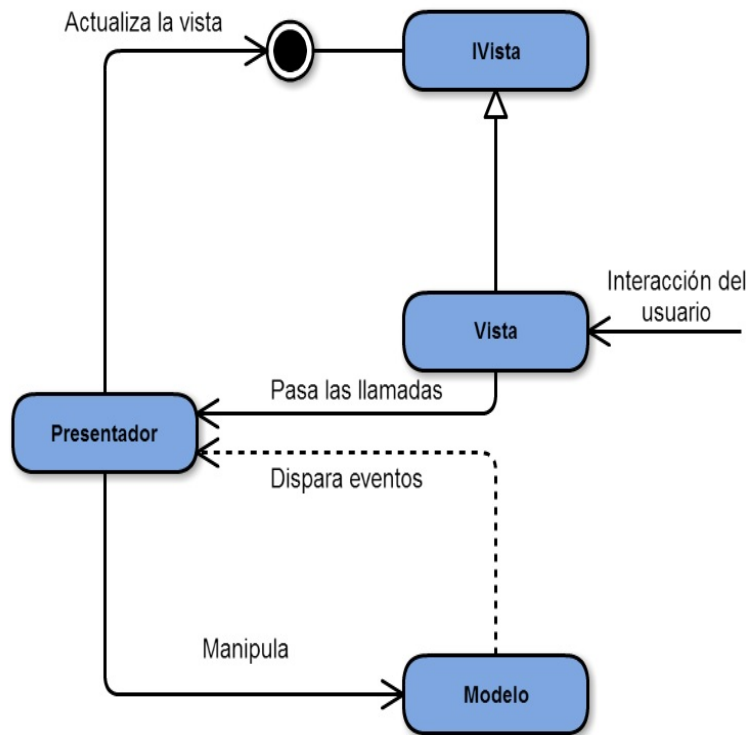 Actualiza la vista
IVista
Interacción del
usuario
Vista
Pasa las llamadas
Presentador
Dispara eventos
Manipula
Modelo